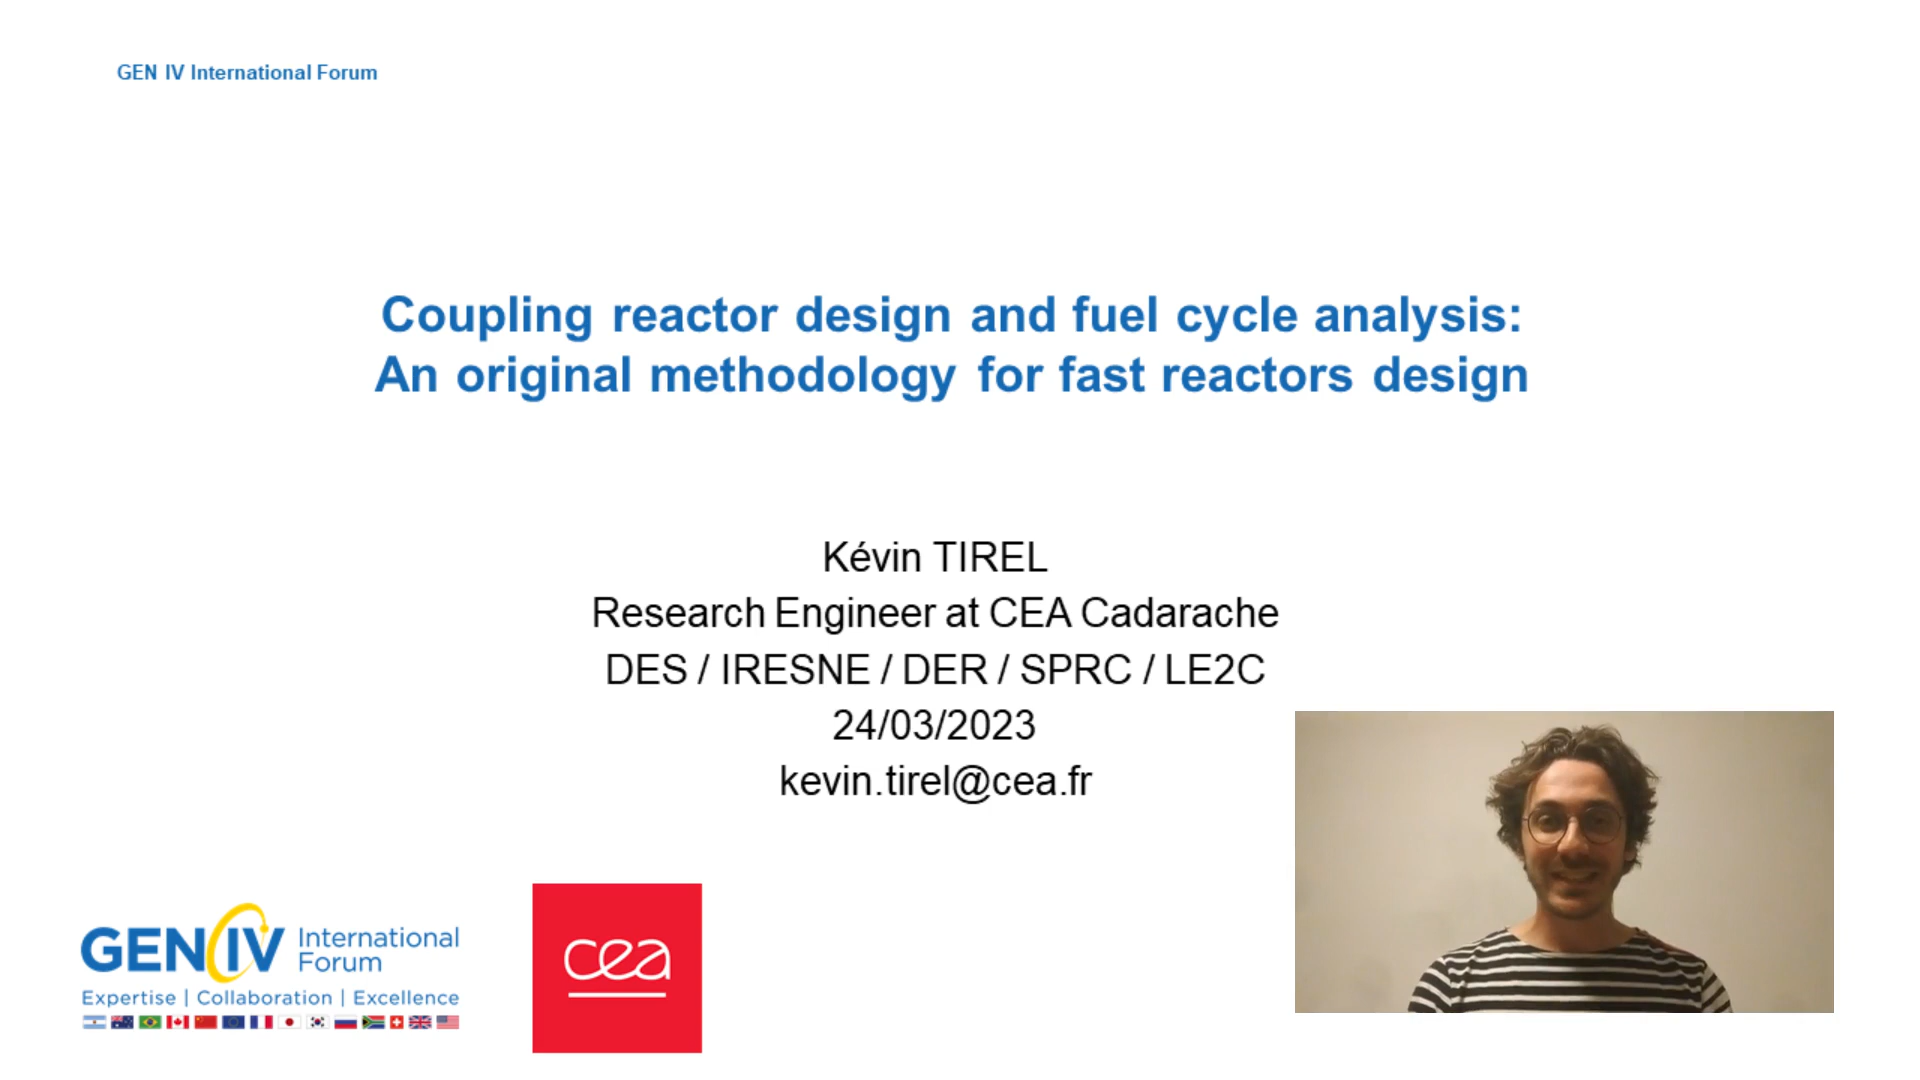 GEN IV International Forum
Coupling reactor design and fuel cycle analysis:
An original methodology for fast reactors design
Kévin TIREL
Research Engineer at CEA Cadarache
DES / IRESNE / DER / SPRC / LE2C
24/03/2023
kevin.tirel@cea.fr
GEN IV International
Forum
Expertise | Collaboration | Excellence
cea